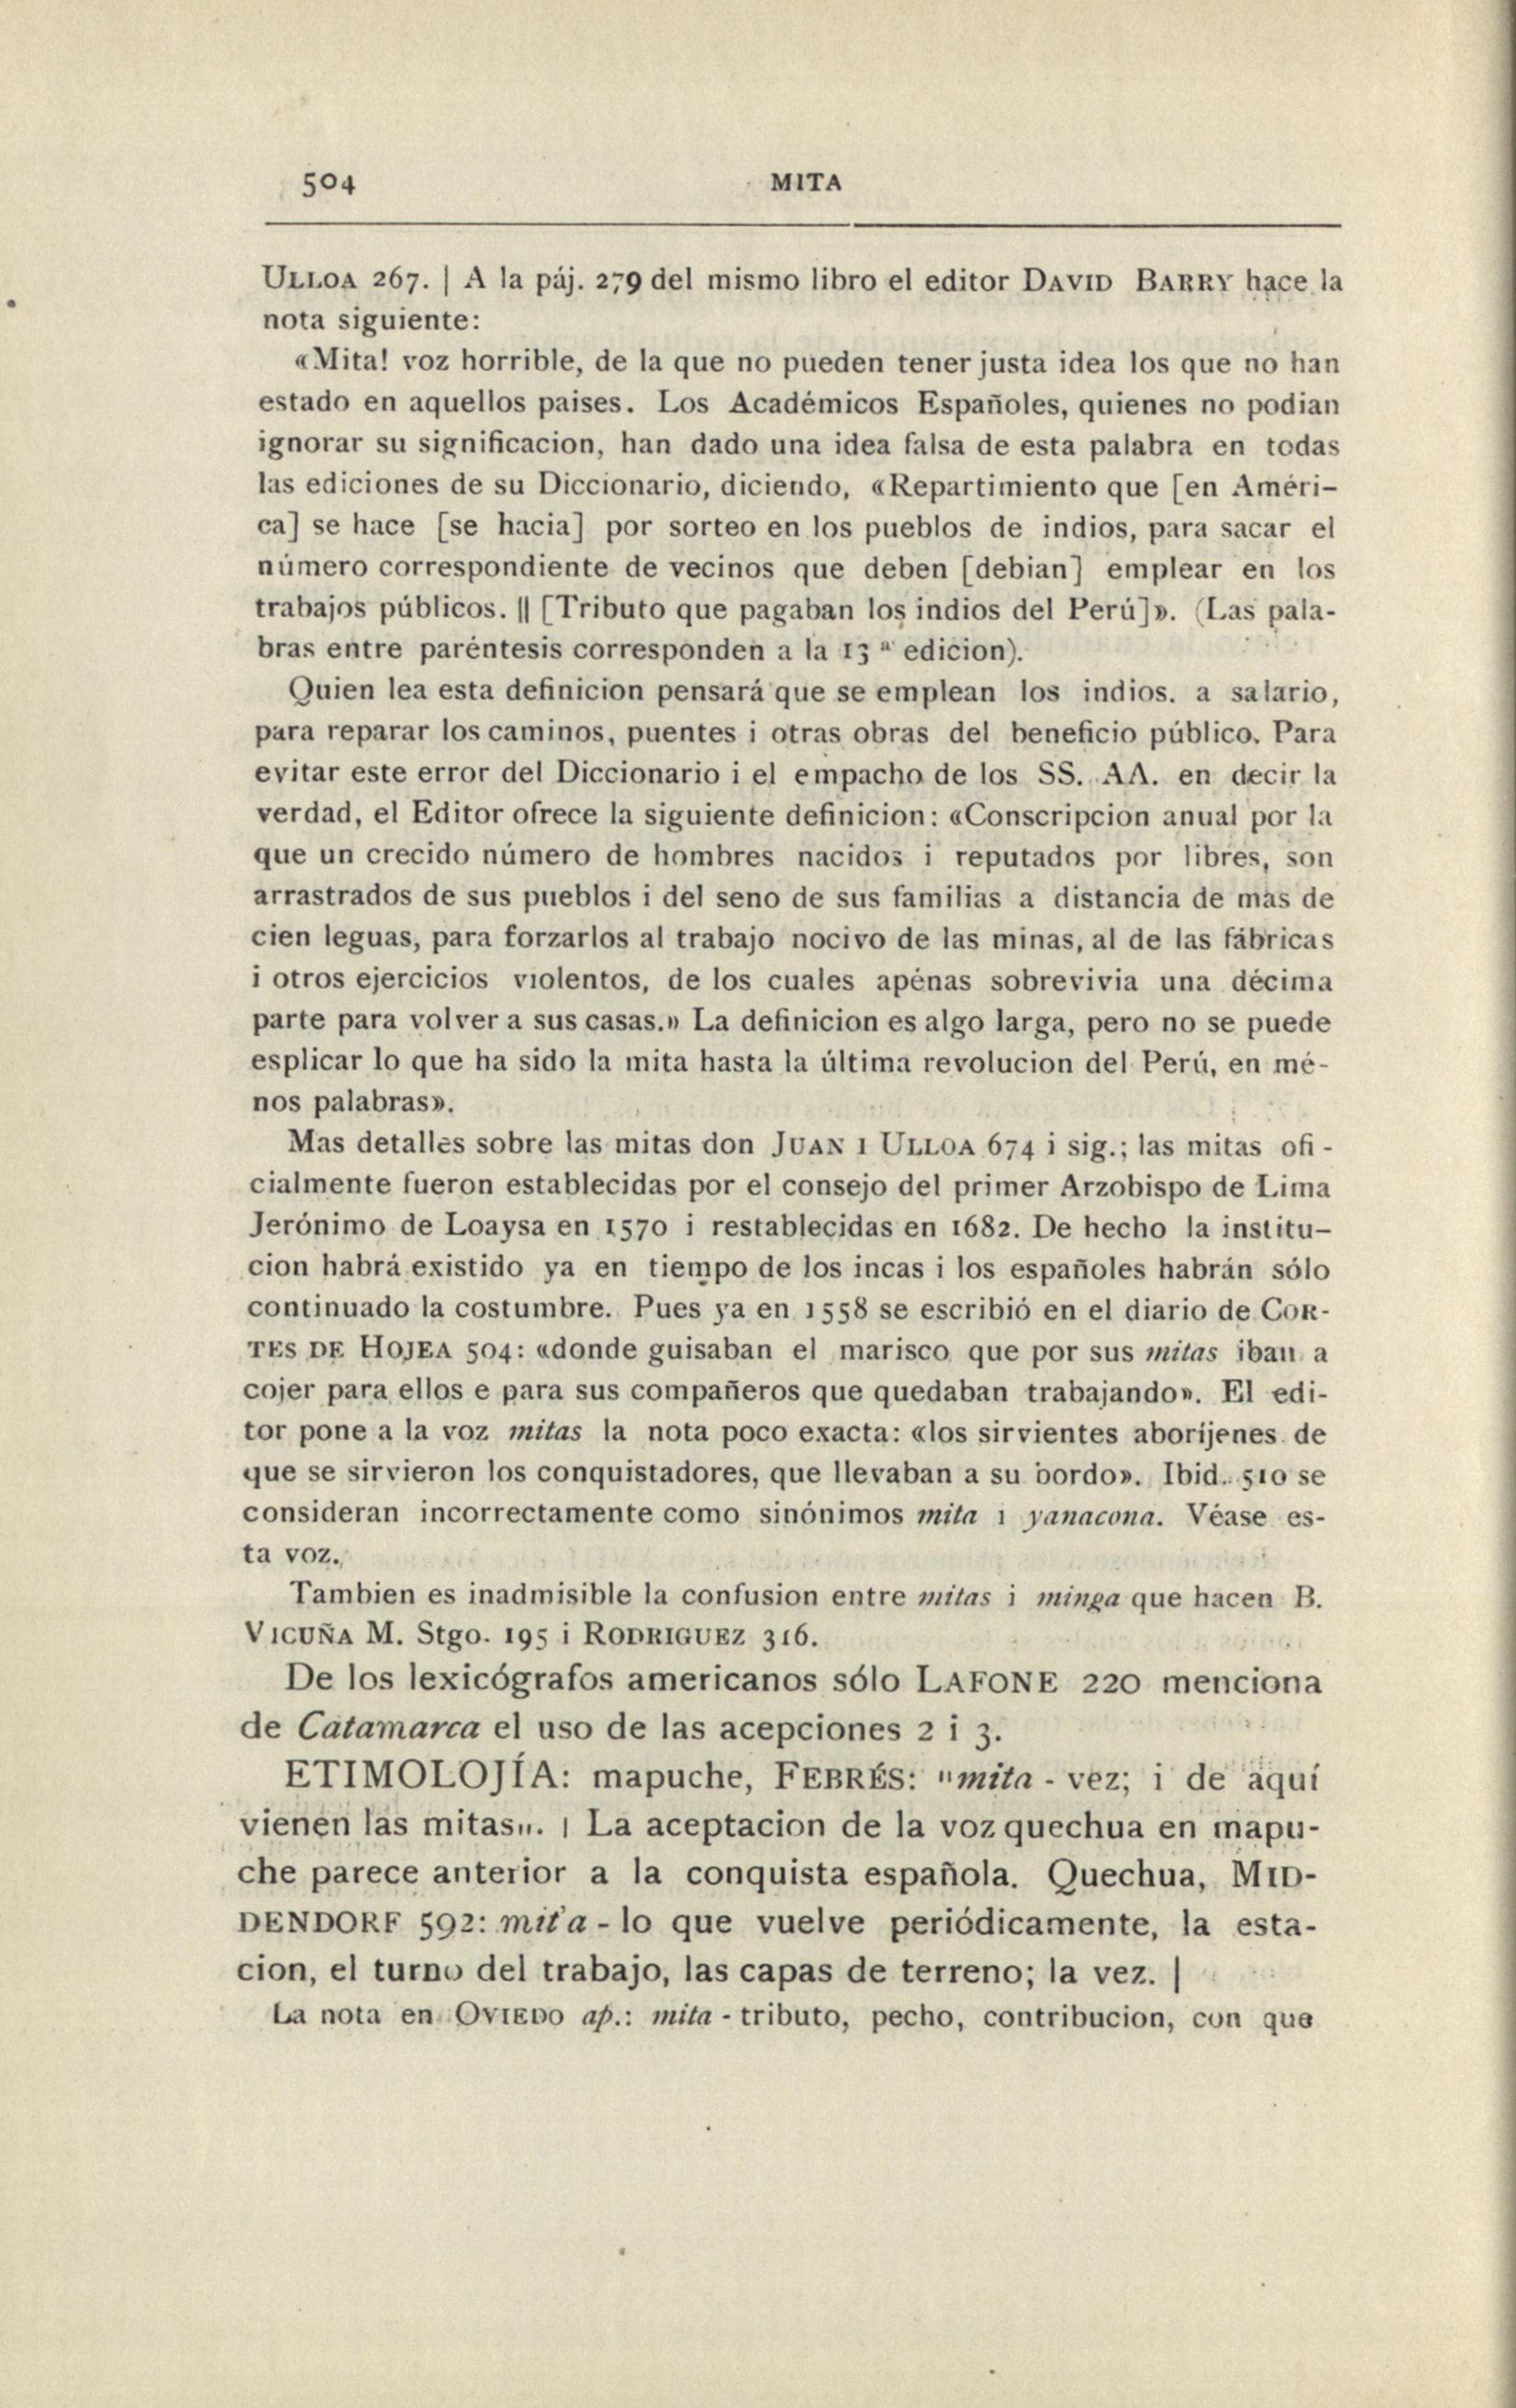 504
MITA
ULLOA 267. | A la páj. 279 del mismo libro el editor DAVID BARRY hace la
nota siguiente:
«Mita! voz horrible, de la que no pueden tener justa idea los que no han
estado en aquellos paises. Los Académicos Españoles, quienes no podian
ignorar su significacion, han dado una idea falsa de esta palabra en todas
las ediciones de su Diccionario, diciendo, «Repartimiento que [en Améri-
ca] se hace [se hacia] por sorteo en los pueblos de indios, para sacar el
número correspondiente de vecinos que deben [debian] emplear en los
trabajos públicos. || [Tributo que pagaban los indios del Perú]». (Las pala-
bras entre paréntesis corresponden a la 13 ª edicion).
Quien lea esta definicion pensará que se emplean los indios. a salario,
para reparar los caminos, puentes i otras obras del beneficio público. Para
evitar este error del Diccionario i el empacho de los SS. AA. en decir la
verdad, el Editor ofrece la siguiente definicion: «Conscripcion anual por la
que un crecido número de hombres nacidos i reputados por libres, son
arrastrados de sus pueblos i del seno de sus familias a distancia de mas de
cien leguas, para forzarlos al trabajo nocivo de las minas, al de las fábricas
i otros ejercicios violentos, de los cuales apénas sobrevivia una décima
parte para volver a sus casas.» La definicion es algo larga, pero no se puede
esplicar lo que ha sido la mita hasta la última revolucion del Perú, en mé-
nos palabras».
Mas detalles sobre las mitas don JUAN I ULLOA 674 i sig.; las mitas ofi-
cialmente fueron establecidas por el consejo del primer Arzobispo de Lima
Jerónimo de Loaysa en 1570 i restablecidas en 1682. De hecho la institu-
cion habrá existido ya en tiempo de los incas i los españoles habrán sólo
continuado la costumbre. Pues ya en 1558 se escribió en el diario de COR-
TES DE HOJEA 504: «donde guisaban el marisco que por sus mitas iban a
cojer para ellos e para sus compañeros que quedaban trabajando». El edi-
tor pone a la voz mitas la nota poco exacta: «los sirvientes aboríjenes de
que se sirvieron los conquistadores, que llevaban a su bordo». Ibid. 510 se
consideran incorrectamente como sinónimos mita i yanacona. Véase es-
ta voz.
Tambien es inadmisible la confusion entre mitas i minga que hacen B.
VICUÑA M. Stgo. 195 i RODRIGUEZ 316.
De los lexicógrafos americanos sólo LAFONE 220 menciona
de Catamarca el uso de las acepciones 2 i 3.
ETIMOLOJÍA: mapuche, FEBRÉS: "mita - vez; i de aquí
vienen las mitas". | La aceptacion de la voz quechua en mapu-
che parece anterior a la conquista española. Quechua, MID-
DENDORF 592: mit'a - lo que vuelve periódicamente, la esta-
cion, el turno del trabajo, las capas de terreno; la vez. |
La nota en OVIEDO ap.: mita - tributo, pecho, contribucion, con que